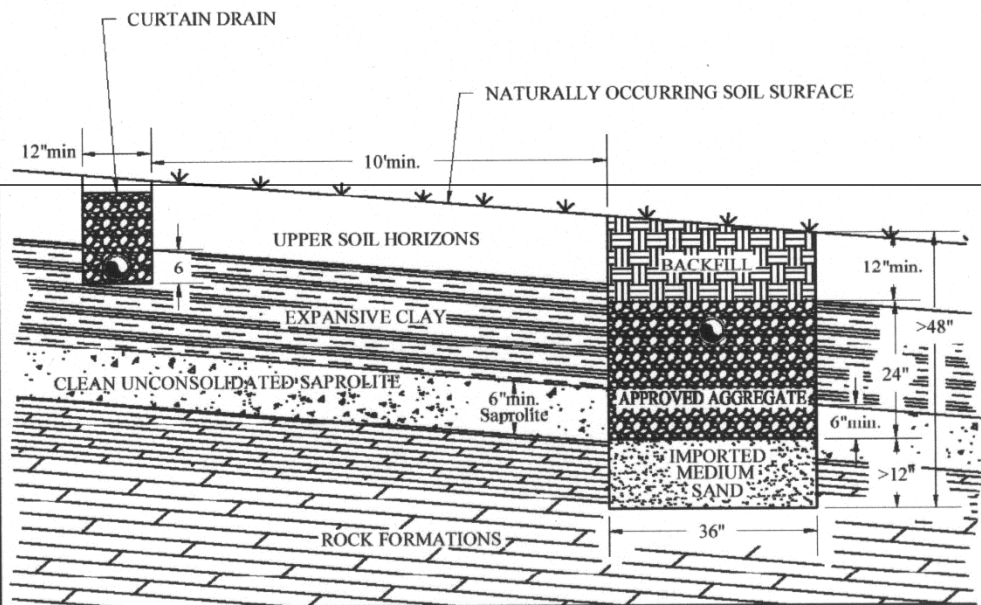 CURTAIN DRAIN
NATURALLY OCCURRING SOIL SURFACE
12"min
10'min.
UPPER SOIL HORIZONS
6
BACKFILL
12"min.
EXPANSIVE CLAY
>48"
24"
CLEAN UNCONSOLIDATED SAPROLITE
6"min.
Saprolite
APPROVED AGGREGATE
6"min.
IMPORTED
MEDIUM
SAND
>12"
36"
ROCK FORMATIONS